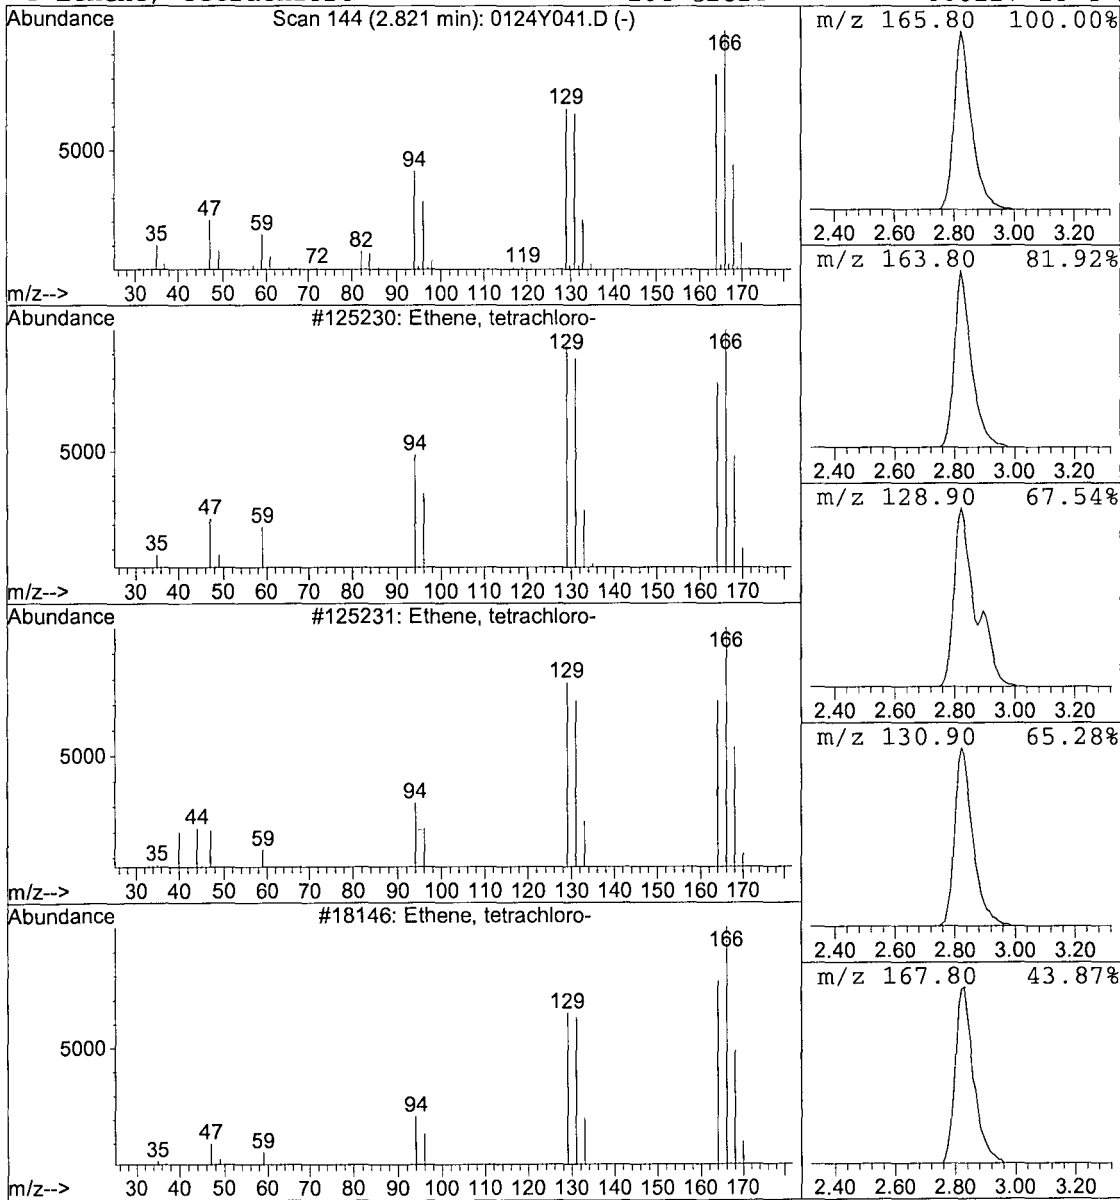 Abundance
Scan 144 (2.821 min): 0124Y041.D (-)
166
129
5000
94
47
35
59
82
72
119
m/z--> 30 40 50 60 70 80 90 100 110 120 130 140 150 160 170
Abundance
#125230: Ethene, tetrachloro-
129
166
5000
94
47
59
35
m/z--> 30 40 50 60 70 80 90 100 110 120 130 140 150 160 170
Abundance
#125231: Ethene, tetrachloro-
166
129
5000
94
44
35
59
m/z--> 30 40 50 60 70 80 90 100 110 120 130 140 150 160 170
Abundance
#18146: Ethene, tetrachloro-
166
129
5000
94
47
35
59
m/z--> 30 40 50 60 70 80 90 100 110 120 130 140 150 160 170
m/z 165.80 100.00%
2.40 2.60 2.80 3.00 3.20
m/z 163.80 81.92%
2.40 2.60 2.80 3.00 3.20
m/z 128.90 67.54%
2.40 2.60 2.80 3.00 3.20
m/z 130.90 65.28%
2.40 2.60 2.80 3.00 3.20
m/z 167.80 43.87%
2.40 2.60 2.80 3.00 3.20